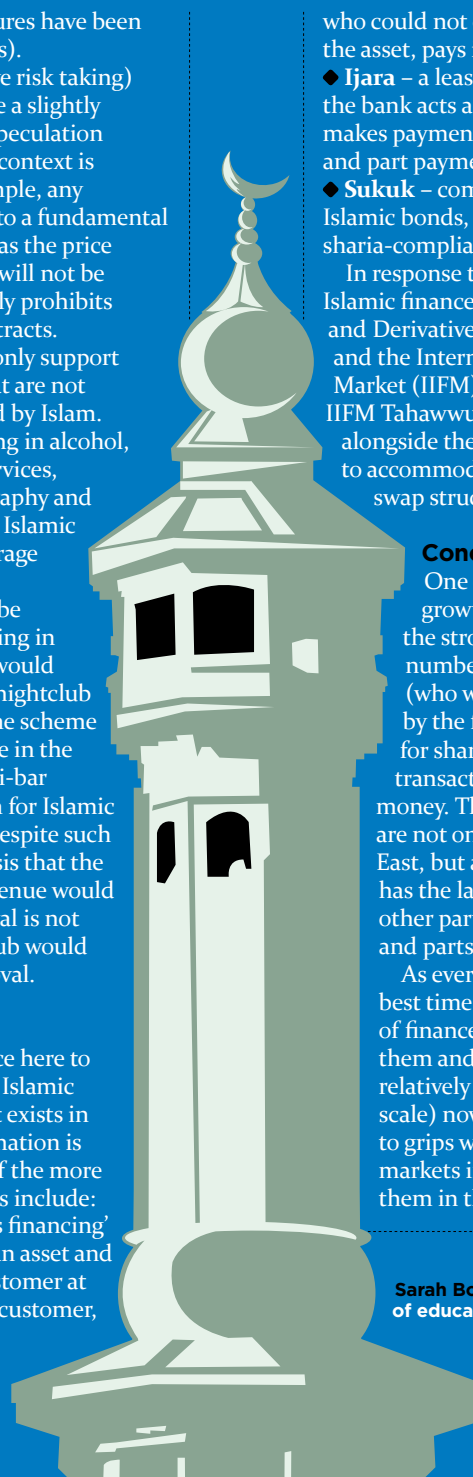 ures have been
s).
e risk taking)
e a slightly
peculation
context is
mple, any
to a fundamental
as the price
will not be
ly prohibits
tracts.
only support
at are not
d by Islam.
ng in alcohol,
rvices,
raphy and
Islamic
rage
be
ing in
would
nightclub
he scheme
e in the
i-bar
n for Islamic
espite such
sis that the
enue would
al is not
ub would
val.
ce here to
Islamic
t exists in
mation is
f the more
s include:
s financing’
an asset and
stomer at
customer,
who could not
the asset, pays
◆ Ijara – a leas
the bank acts a
makes paymen
and part payme
◆ Sukuk – com
Islamic bonds,
sharia-complia
In response t
Islamic finance
and Derivative
and the Intern
Market (IIFM)
IIFM Tahawwu
alongside the
to accommod
swap struc
Conc
One
grow
the stro
numbe
(who w
by the f
for shar
transact
money. Th
are not on
East, but a
has the la
other par
and parts
As ever
best time
of finance
them and
relatively
scale) now
to grips w
markets i
them in t
Sarah Bo
of educa